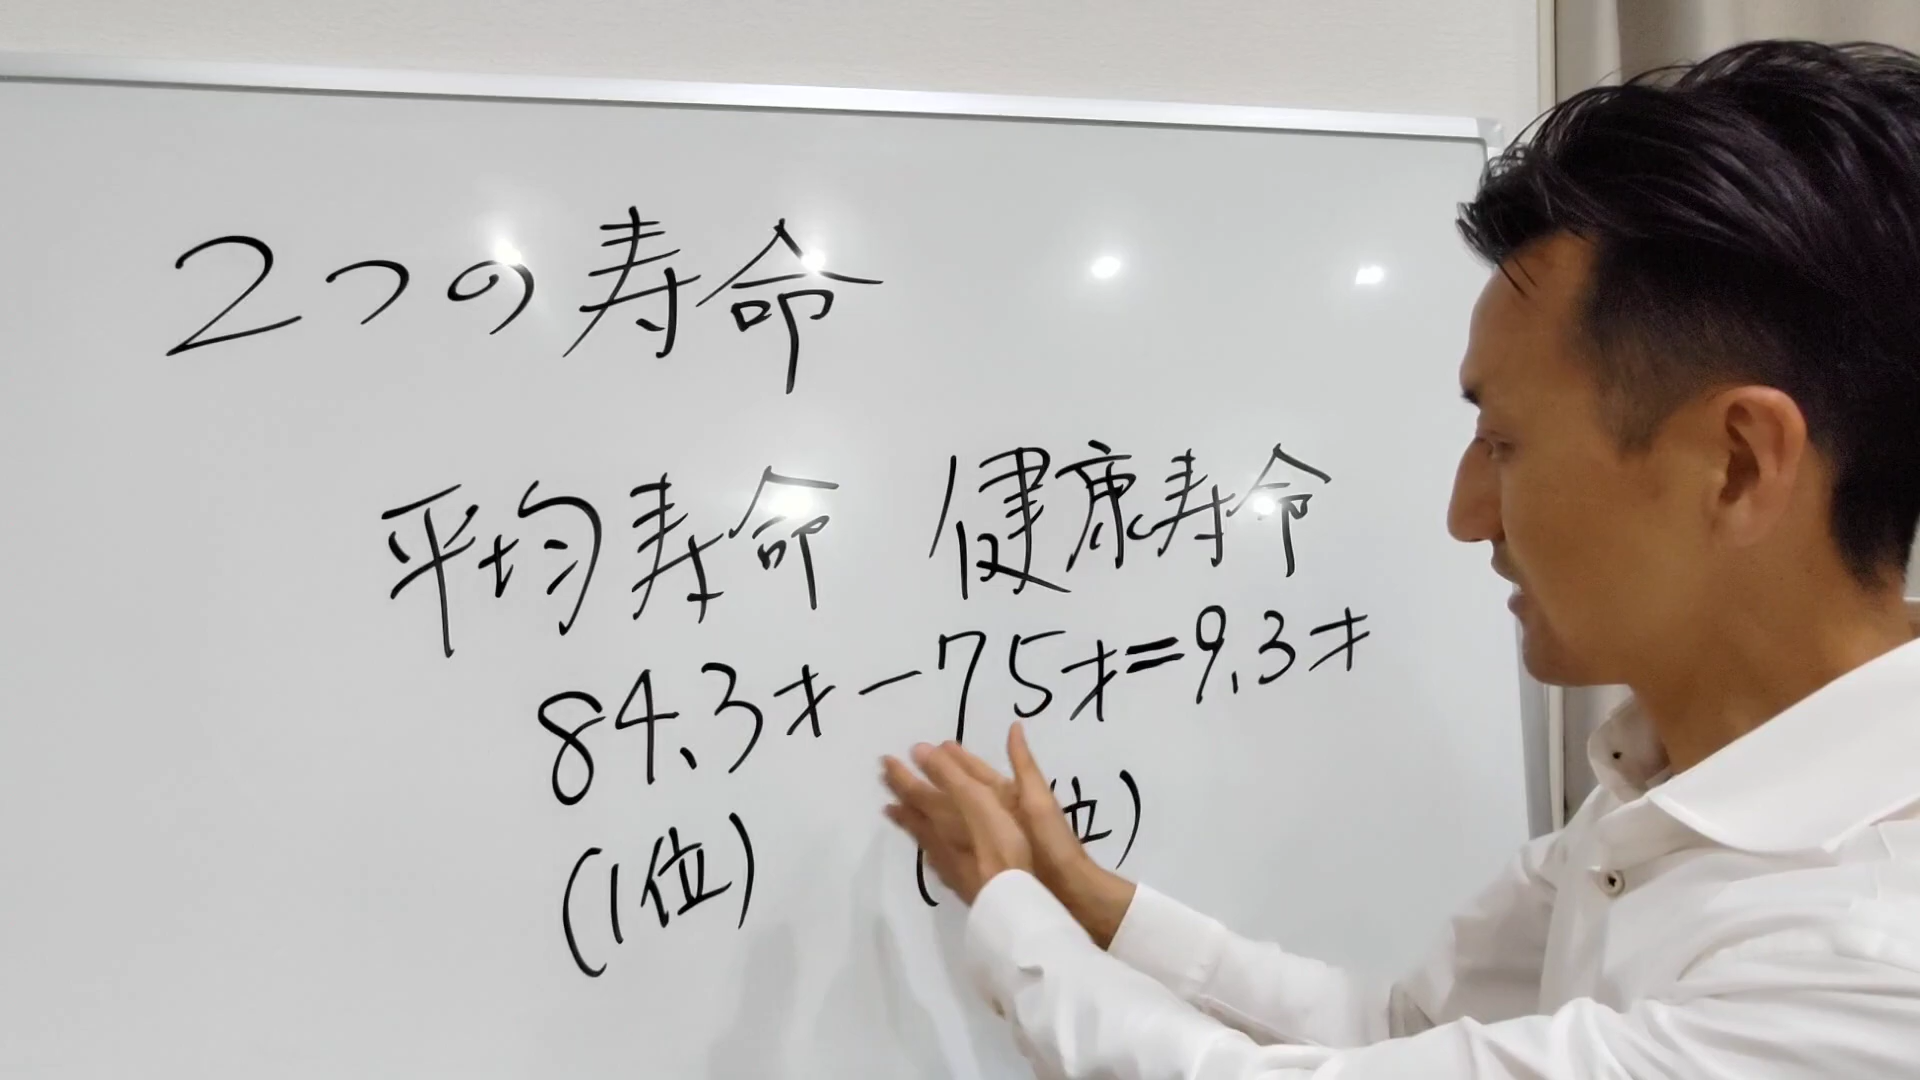 2つの寿命
平均寿命 健康寿命
84.3才-75才=9.3才
(1位) (位)